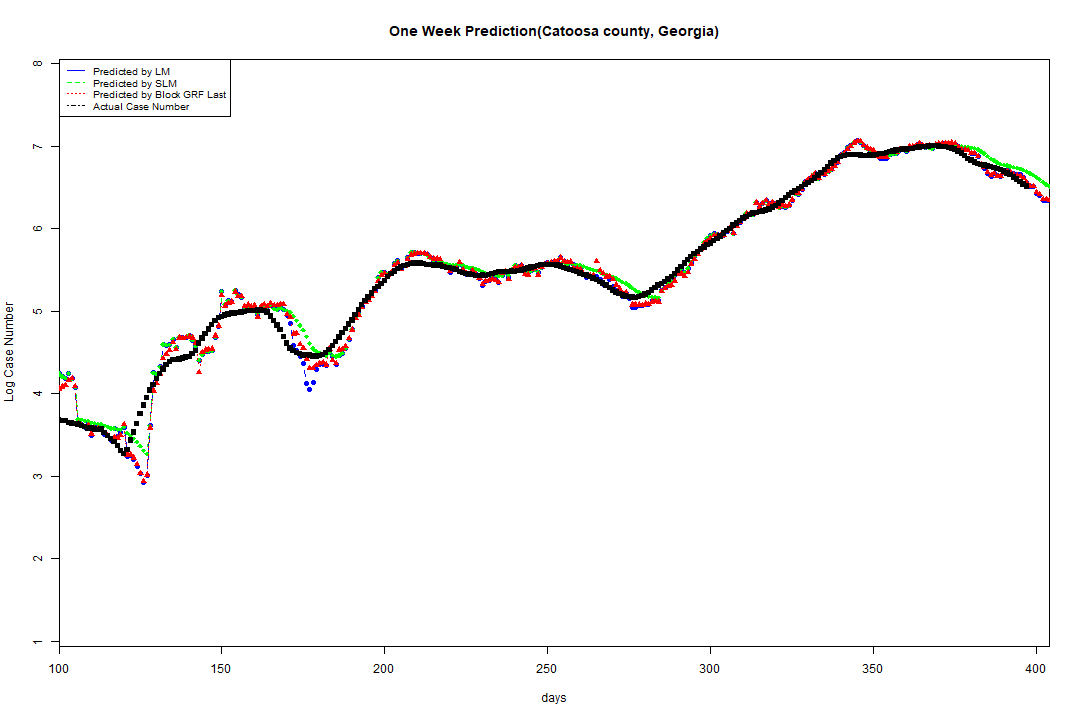 One Week Prediction(Catoosa county, Georgia)
Predicted by LM
Predicted by SLM
Predicted by Block GRF Last
Actual Case Number
8
7
6
5
4
3
2
1
Log Case Number
100 150 200 250 300 350 400
days